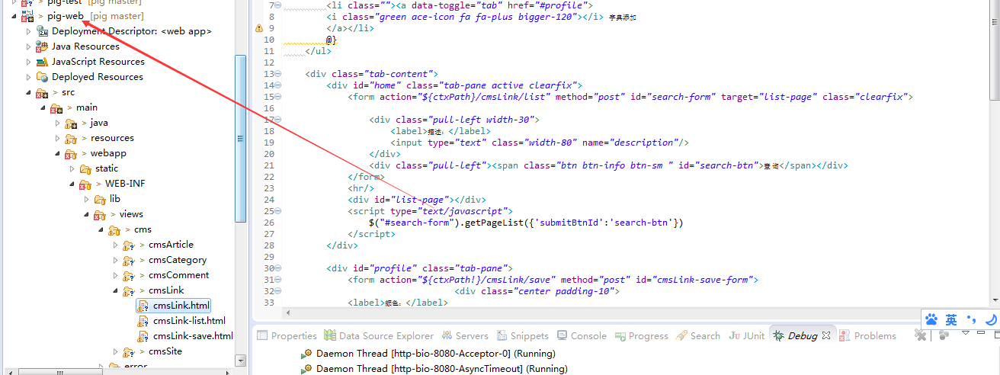 > pig-test [pig master]
> pig-web [pig master]
Deployment Descriptor: <web app>
> Java Resources
JavaScript Resources
Deployed Resources
> src
> main
> java
> resources
> webapp
static
> WEB-INF
lib
> views
> cms
> cmsArticle
> cmsCategory
> cmsComment
> cmsLink
cmsLink.html
cmsLink-list.html
cmsLink-save.html
> cmsSite
> error
7 <li class=""><a data-toggle="tab" href="#profile">
8 <i class="green ace-icon fa fa-plus bigger-120"></i> 字典添加
9 </a></li>
10 @}
11 </ul>
12
13 <div class="tab-content">
14 <div id="home" class="tab-pane active clearfix">
15 <form action="${ctxPath}/cmsLink/list" method="post" id="search-form" target="list-page" class="clearfix">
16
17 <div class="pull-left width-30">
18 <label>描述：</label>
19 <input type="text" class="width-80" name="description"/>
20 </div>
21 <div class="pull-left"><span class="btn btn-info btn-sm " id="search-btn">查询</span></div>
22 </form>
23 <hr/>
24 <div id="list-page"></div>
25 <script type="text/javascript">
26 $("#search-form").getPageList({'submitBtnId':'search-btn'})
27 </script>
28 </div>
29
30 <div id="profile" class="tab-pane">
31 <form action="${ctxPath!}/cmsLink/save" method="post" id="cmsLink-save-form">
32 <div class="center padding-10">
33 <label>颜色：</label>
英
Properties Data Source Explorer Servers Snippets Console Progress Search JUnit Debug Problems
Daemon Thread [http-bio-8080-Acceptor-0] (Running)
Daemon Thread [http-bio-8080-AsyncTimeout] (Running)